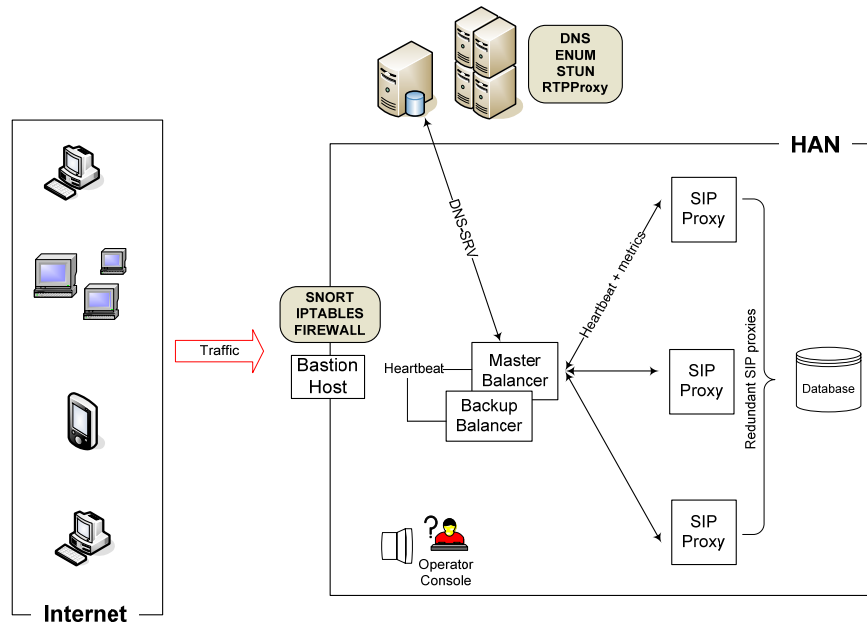 DNS
ENUM
STUN
RTPProxy
HAN
SIP
Proxy
DNS-SRV
Heartbeat + metrics
SNORT
IPTABLES
FIREWALL
Traffic
Bastion
Host
Heartbeat
Master
Balancer
Backup
Balancer
SIP
Proxy
Redundant SIP proxies
Database
SIP
Proxy
?
Operator
Console
Internet